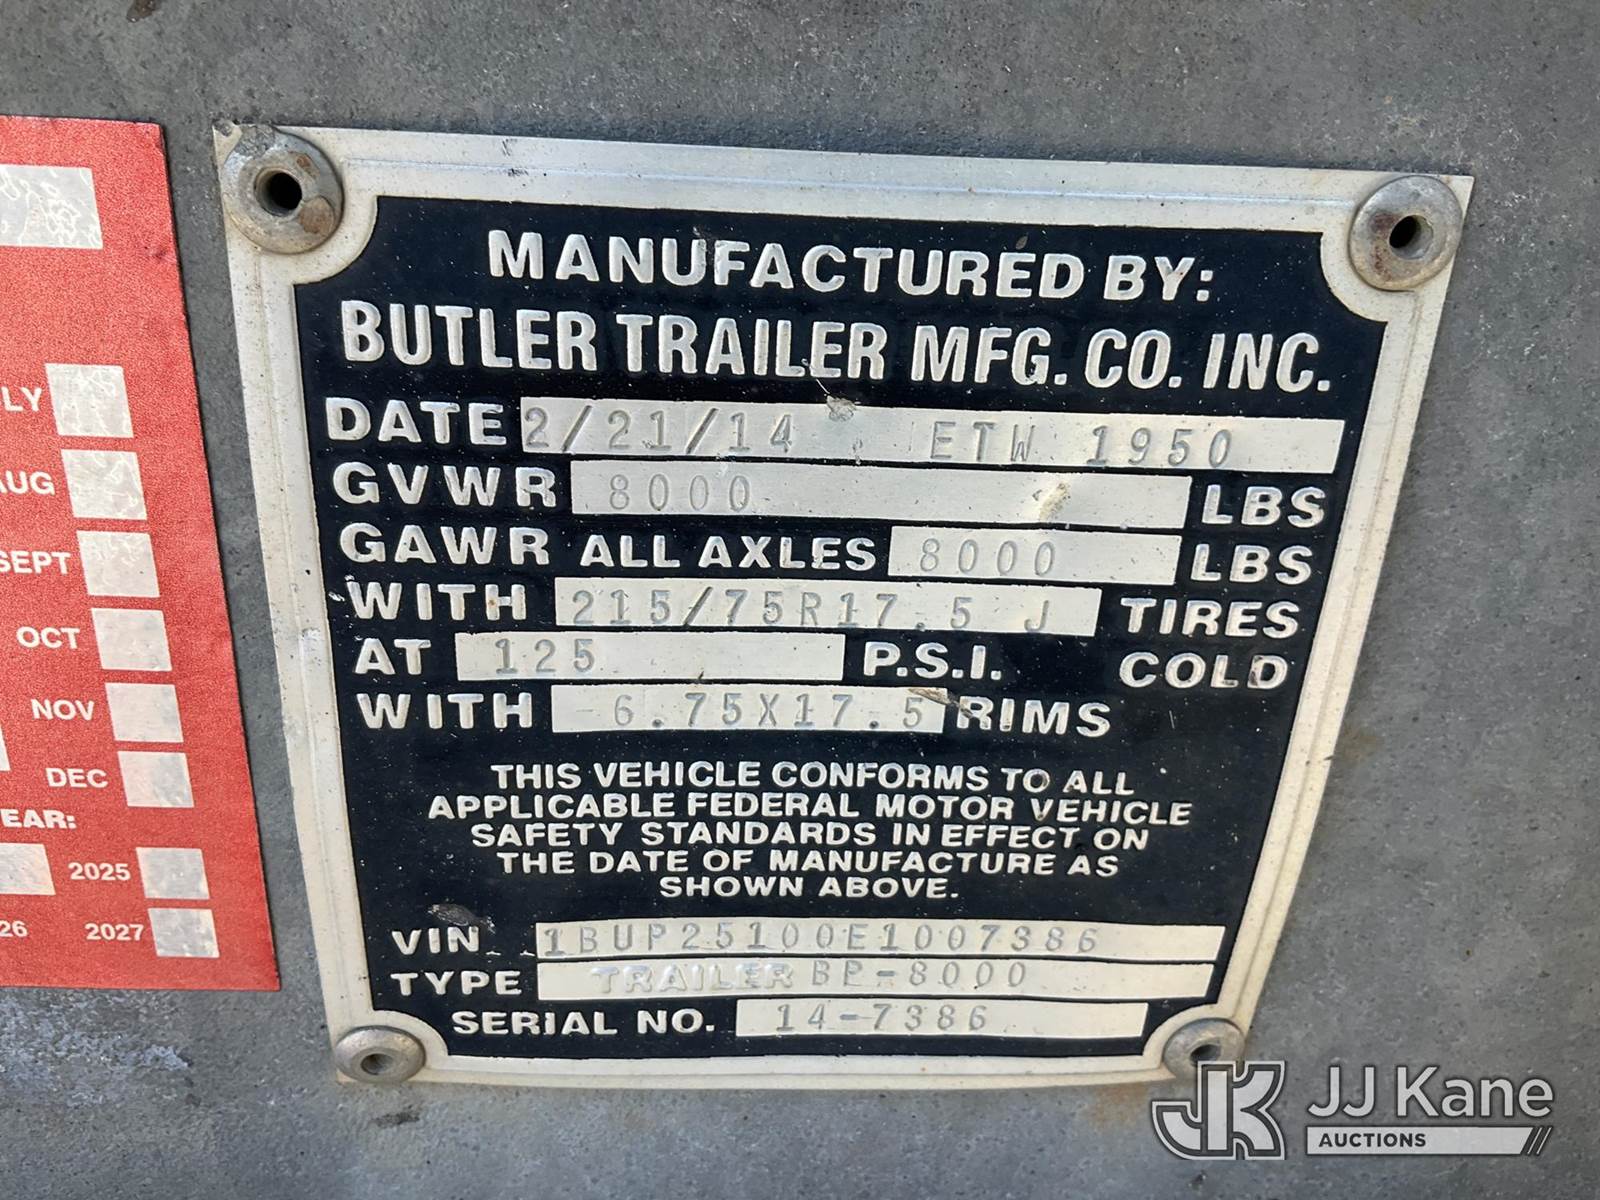 MANUFACTURED BY:
BUTLER TRAILER MFG. CO. INC.
DATE 2/21/14 ETW 1950
GVWR 8000 LBS
GAWR ALL AXLES 8000 LBS
WITH 215/75R17.5 J TIRES
AT 125 P.S.I. COLD
WITH 6.75X17.5 RIMS
THIS VEHICLE CONFORMS TO ALL
APPLICABLE FEDERAL MOTOR VEHICLE
SAFETY STANDARDS IN EFFECT ON
THE DATE OF MANUFACTURE AS
SHOWN ABOVE.
VIN 1BUP25100E1007386
TYPE TRAILER BP-8000
SERIAL NO. 14-7386
LY
AUG
SEPT
OCT
NOV
DEC
EAR:
2025
26 2027
JK JJ Kane
AUCTIONS